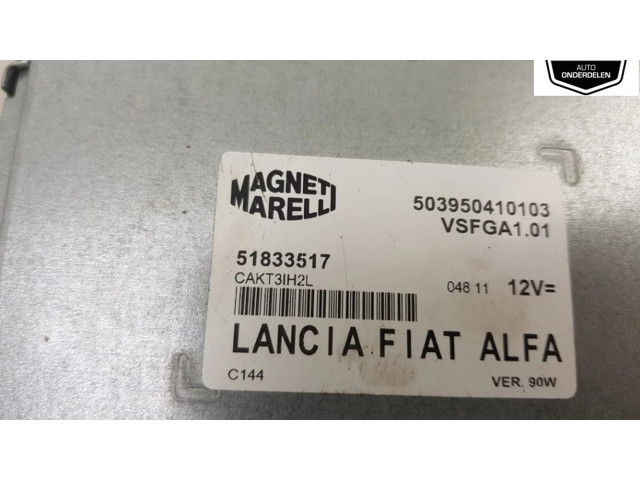 AUTO
ONDERDELEN
MAGNETI
MARELLI
503950410103
VSFGA1.01
51833517
CAKT3IH2L
048 11 12V=
LANCIA FIAT ALFA
C144
VER. 90W